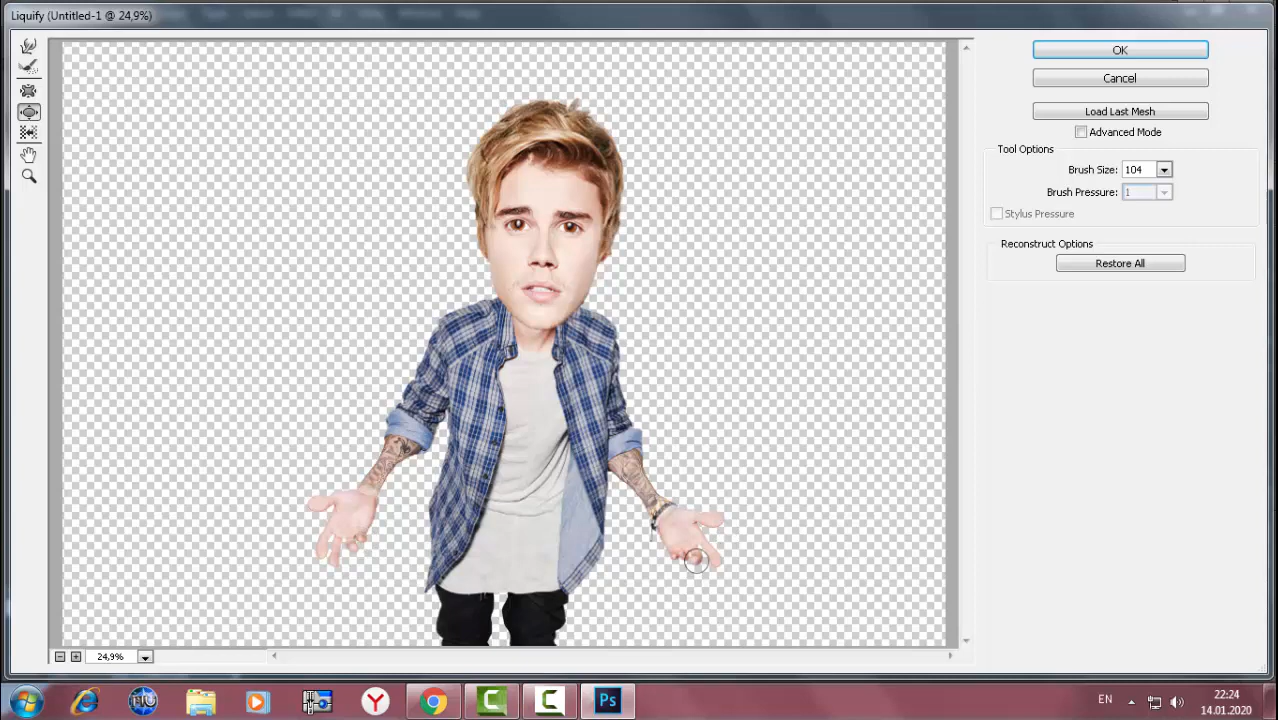 Liquify (Untitled-1 @ 24,9%)
OK
Cancel
Load Last Mesh
Advanced Mode
Tool Options
Brush Size: 104
Brush Pressure: 1
Stylus Pressure
Reconstruct Options
Restore All
24,9%
Ps
EN
22:24
14.01.2020